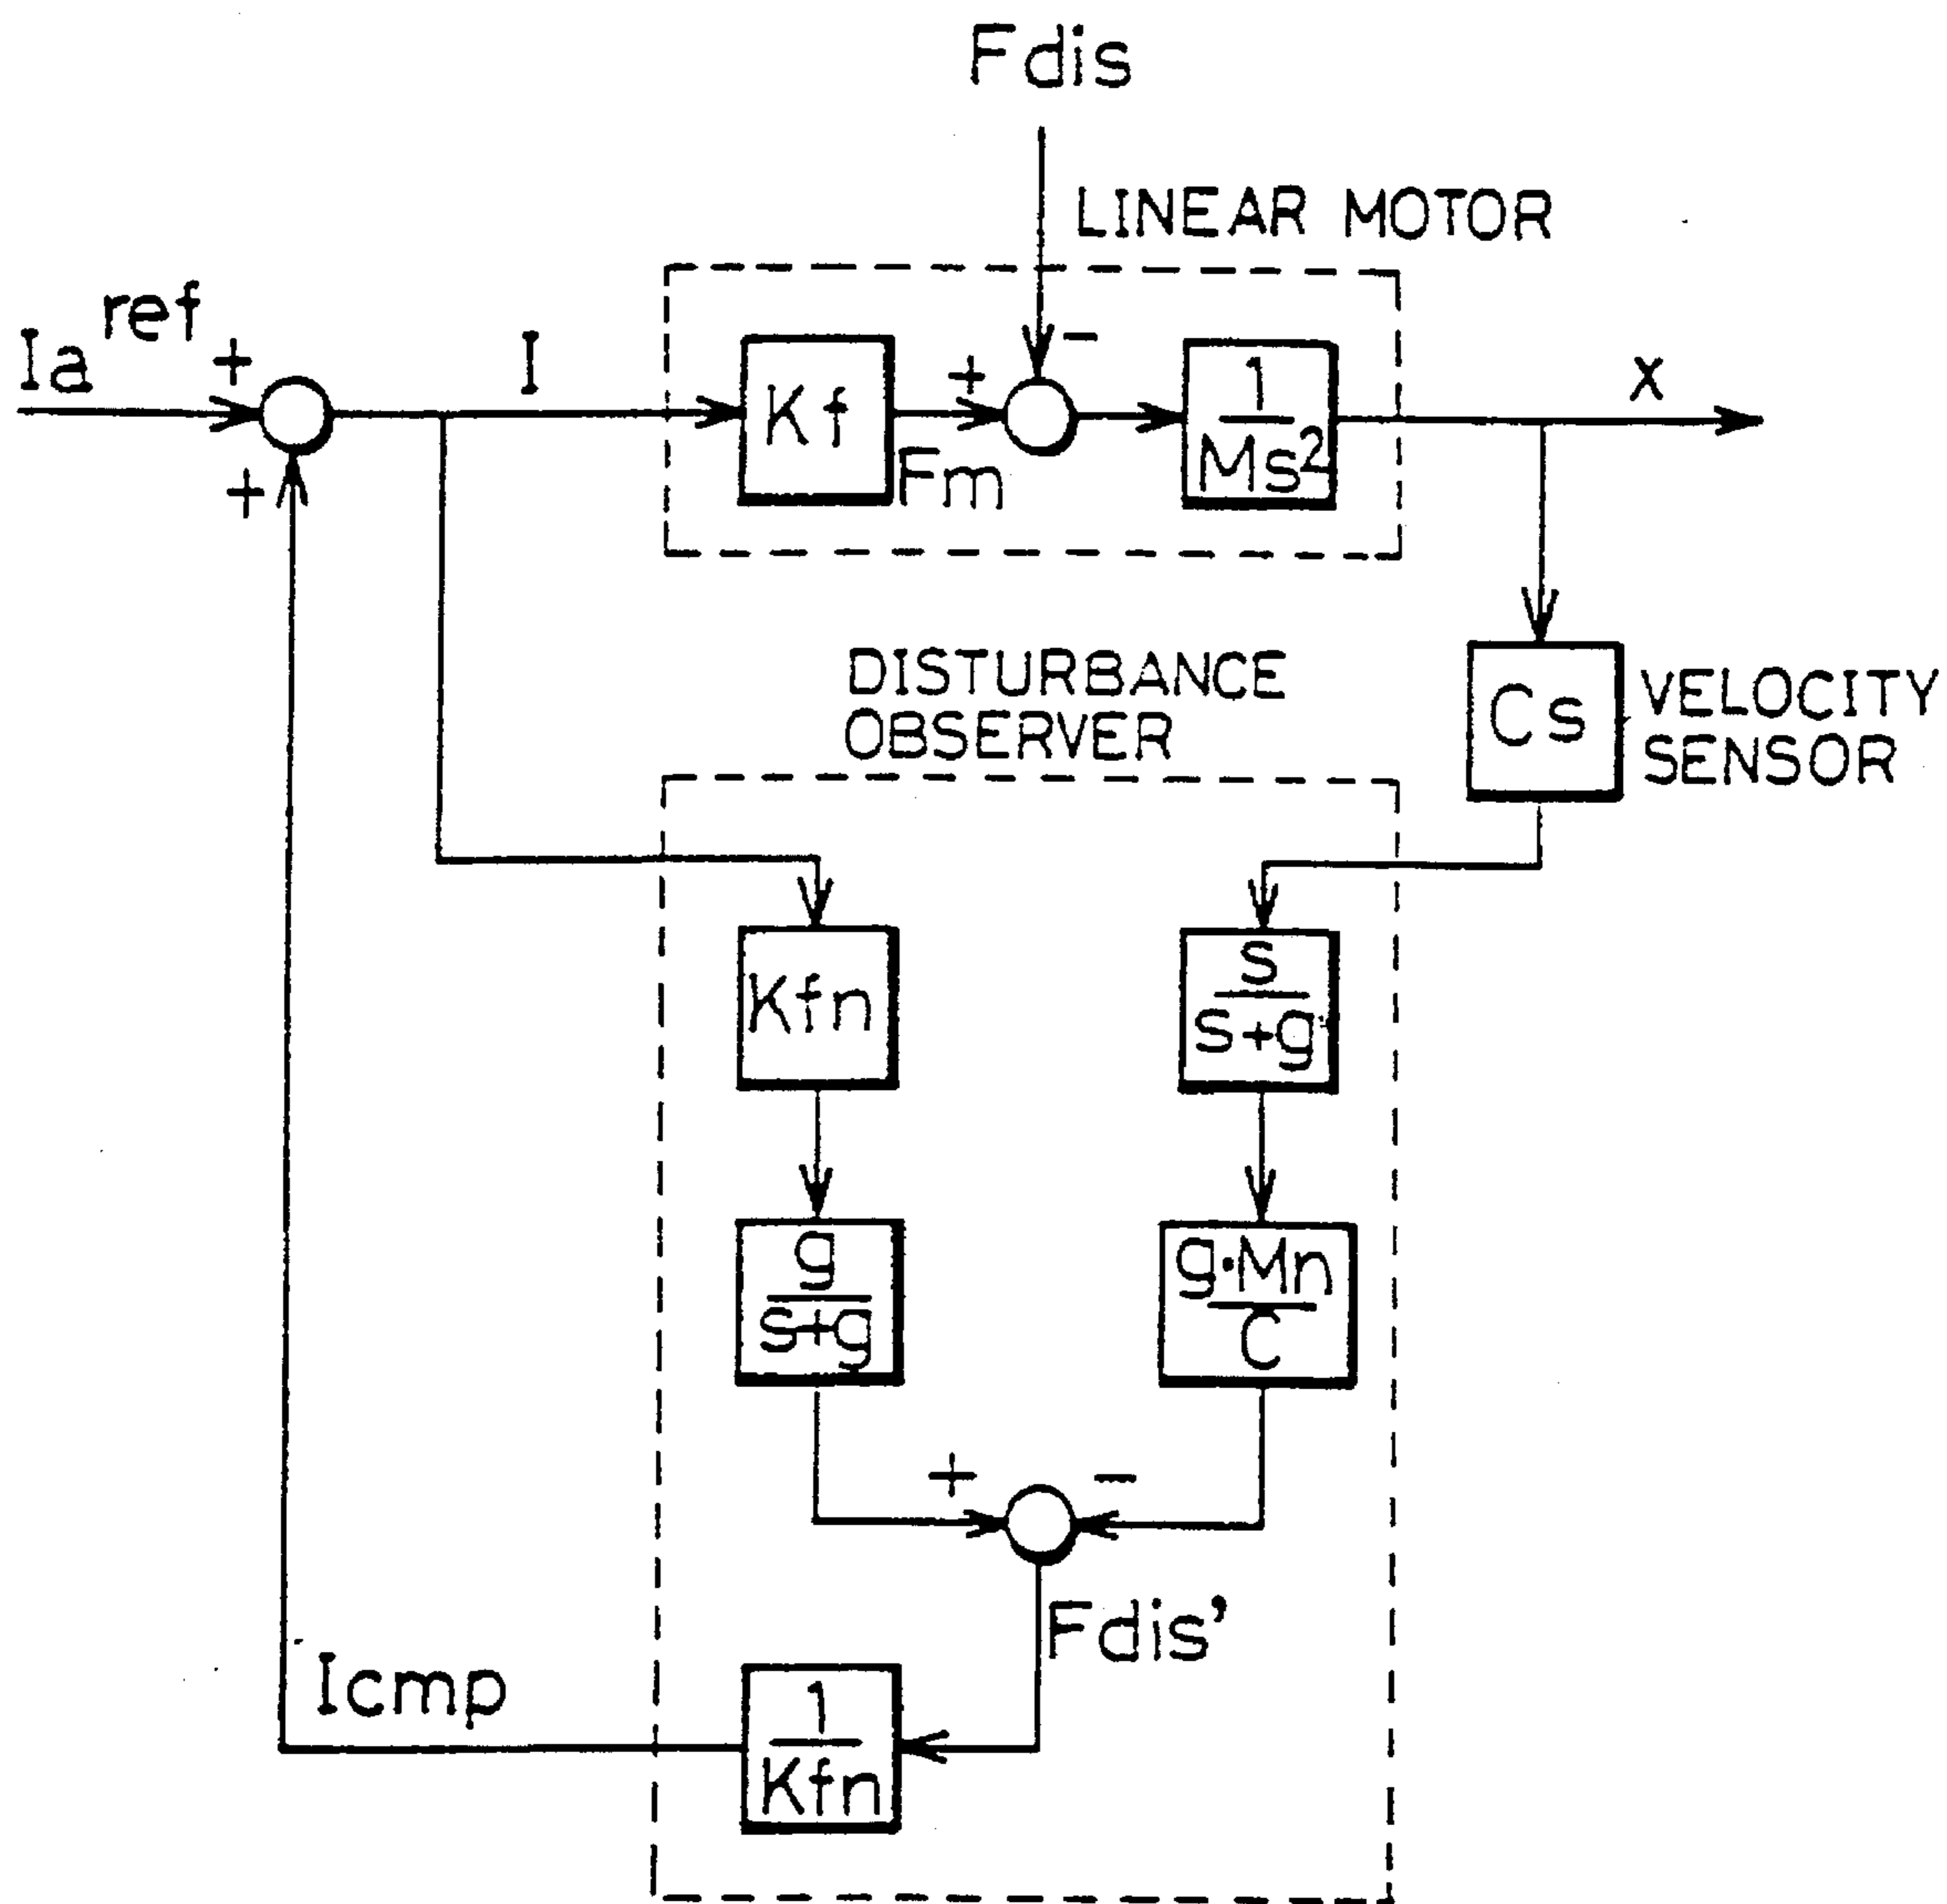 Fdis
LINEAR MOTOR
Ia ref
+
I
Kf
+
-
1
Ms²
x
+
Fm
DISTURBANCE
OBSERVER
Cs
VELOCITY
SENSOR
Kfn
s
s+g
g
s+g
g·Mn
C
+
-
Fdis'
Icmp
1
Kfn